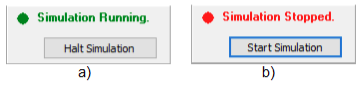 Simulation Running.
Halt Simulation
a)
Simulation Stopped.
Start Simulation
b)